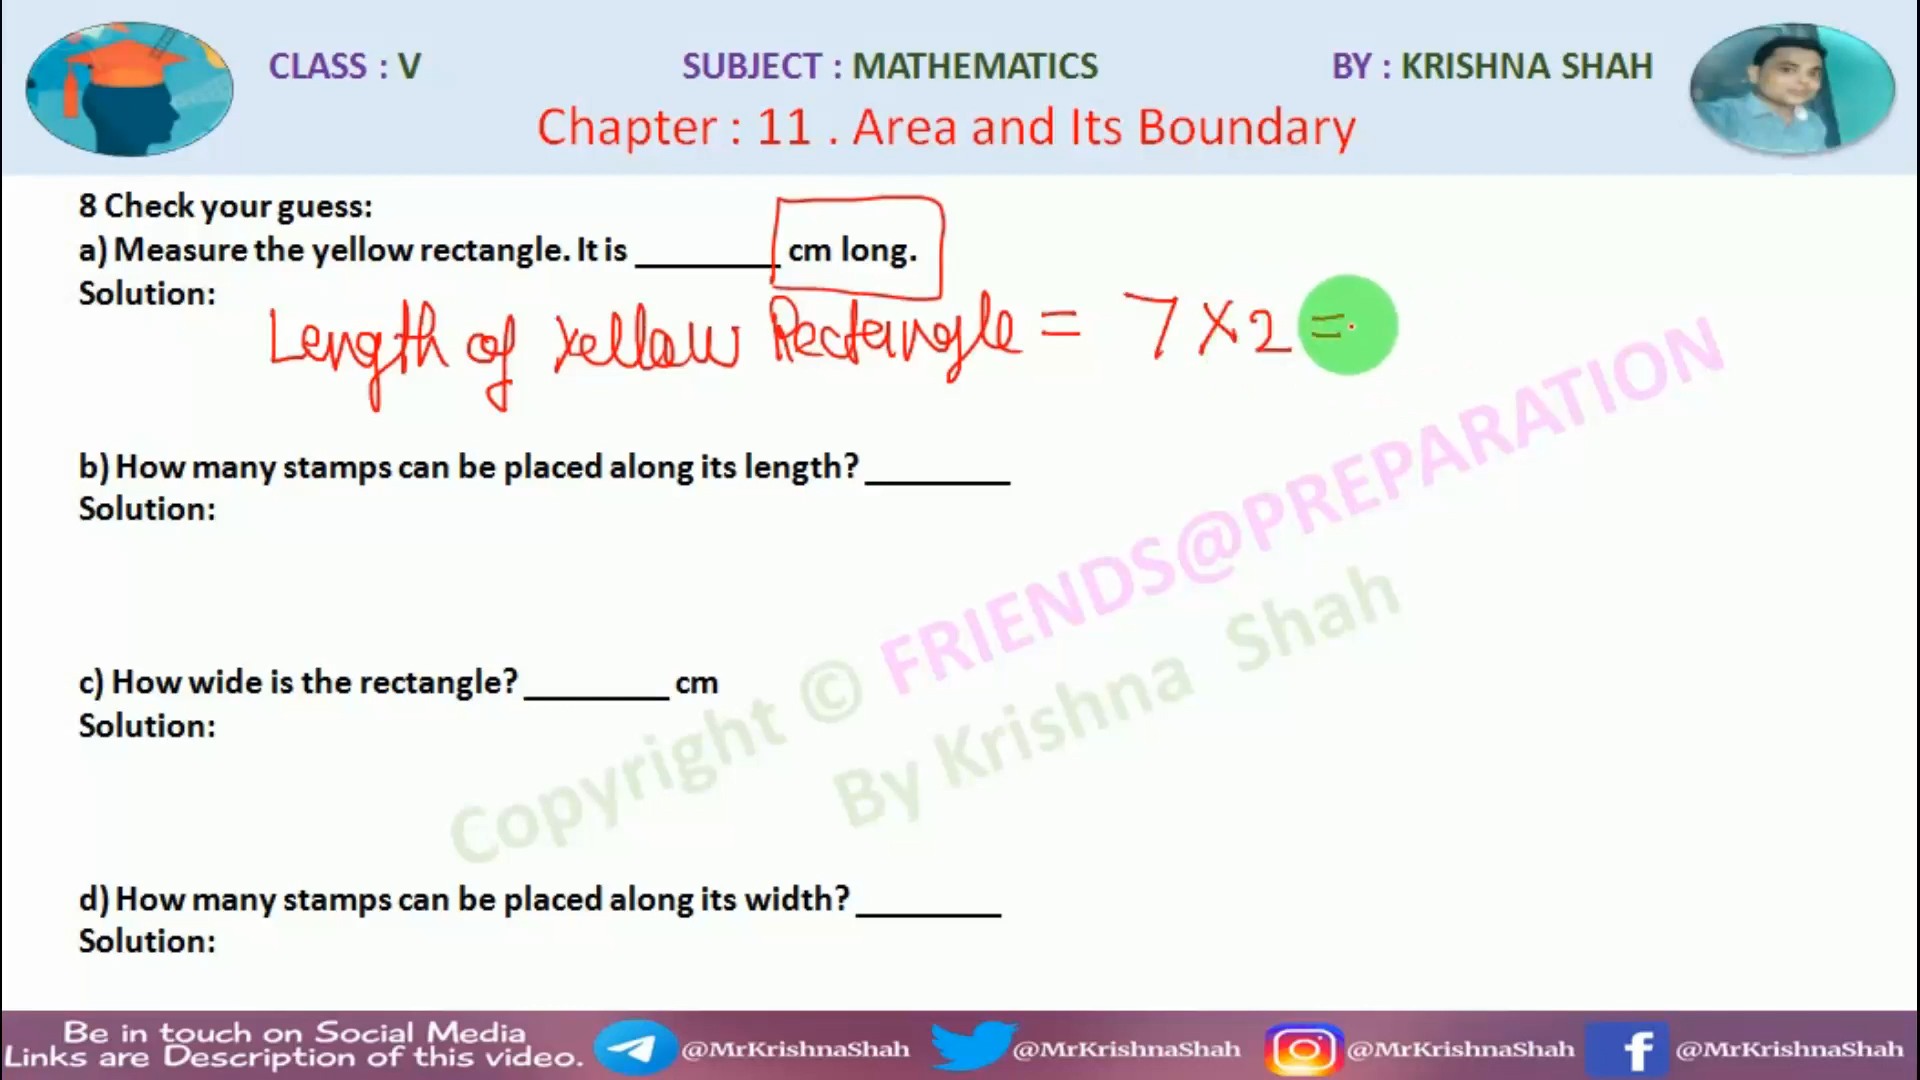 CLASS : V SUBJECT : MATHEMATICS BY : KRISHNA SHAH
Chapter : 11 . Area and Its Boundary
8 Check your guess:
a) Measure the yellow rectangle. It is ________ cm long.
Solution:
Length of Yellow Rectangle = 7 X 2 =
b) How many stamps can be placed along its length? ________
Solution:
c) How wide is the rectangle? ________ cm
Solution:
d) How many stamps can be placed along its width? ________
Solution:
Copyright © FRIENDS@PREPARATION
By Krishna Shah
Be in touch on Social Media
Links are Description of this video.
@MrKrishnaShah @MrKrishnaShah @MrKrishnaShah @MrKrishnaShah